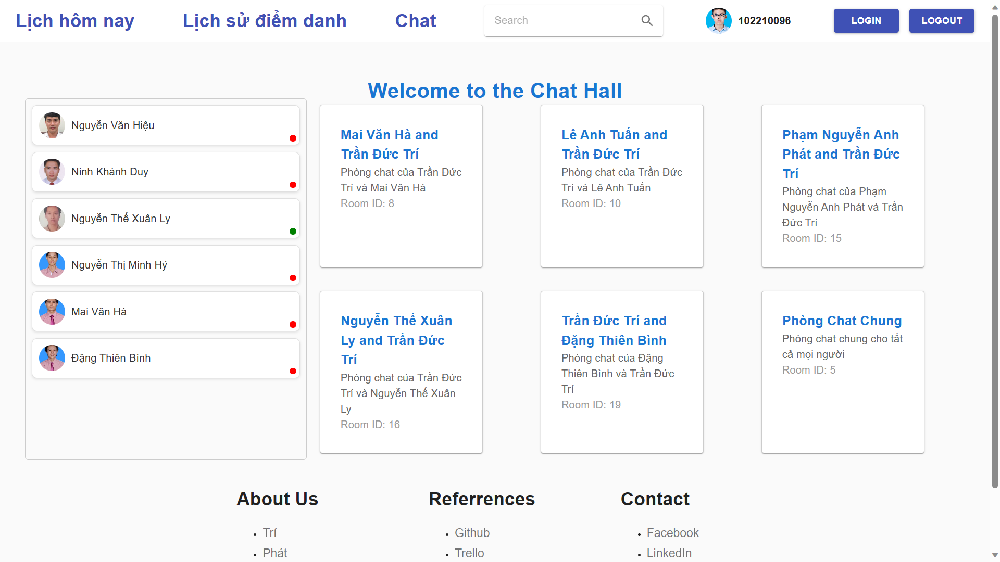 Lịch hôm nay
Lịch sử điểm danh
Chat
Search
102210096
LOGIN
LOGOUT
Welcome to the Chat Hall
Nguyễn Văn Hiệu
Ninh Khánh Duy
Nguyễn Thế Xuân Ly
Nguyễn Thị Minh Hỷ
Mai Văn Hà
Đặng Thiên Bình
Mai Văn Hà and
Trần Đức Trí
Phòng chat của Trần Đức
Trí và Mai Văn Hà
Room ID: 8
Lê Anh Tuấn and
Trần Đức Trí
Phòng chat của Trần Đức
Trí và Lê Anh Tuấn
Room ID: 10
Phạm Nguyễn Anh
Phát and Trần Đức
Trí
Phòng chat của Phạm
Nguyễn Anh Phát và Trần
Đức Trí
Room ID: 15
Nguyễn Thế Xuân
Ly and Trần Đức
Trí
Phòng chat của Trần Đức
Trí và Nguyễn Thế Xuân
Ly
Room ID: 16
Trần Đức Trí and
Đặng Thiên Bình
Phòng chat của Đặng
Thiên Bình và Trần Đức
Trí
Room ID: 19
Phòng Chat Chung
Phòng chat chung cho tất
cả mọi người
Room ID: 5
About Us
Trí
Phát
Referrences
Github
Trello
Contact
Facebook
LinkedIn